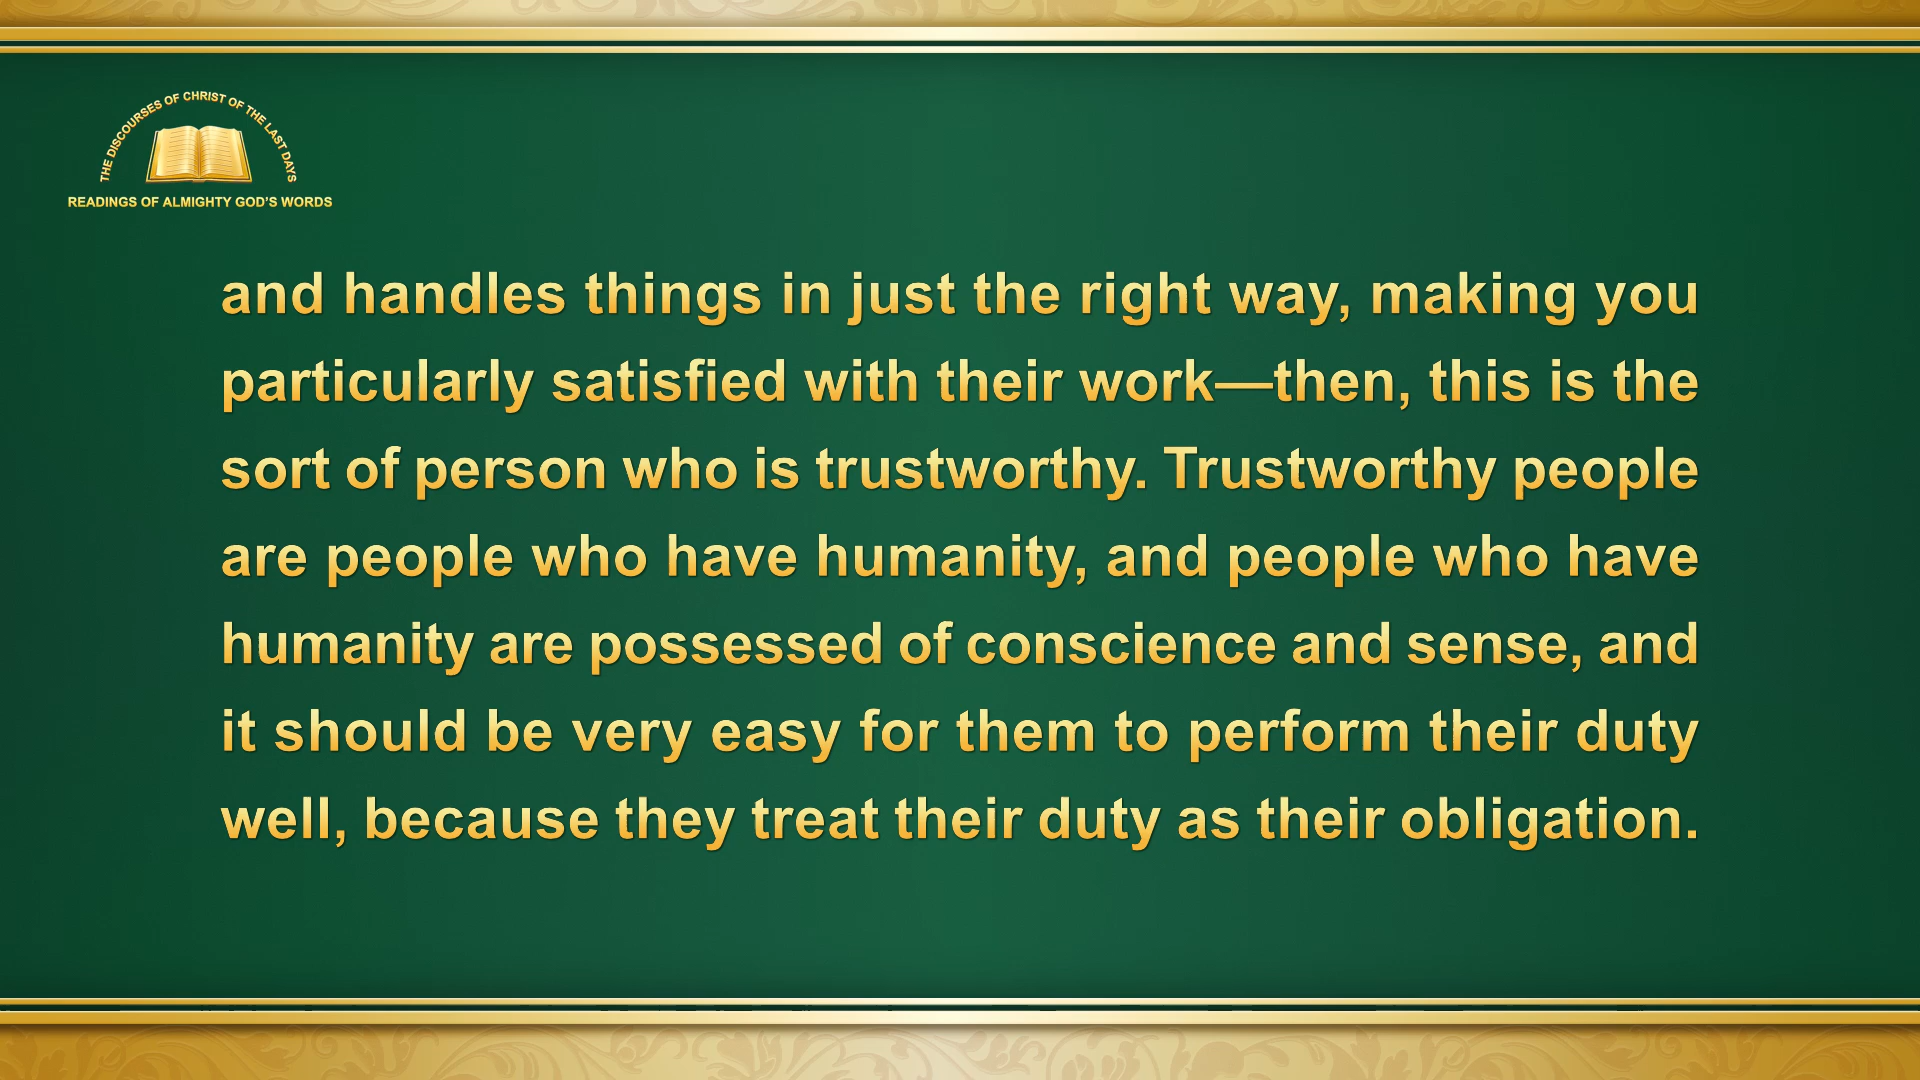 THE DISCOURSES OF CHRIST OF THE LAST DAYS
READINGS OF ALMIGHTY GOD'S WORDS
and handles things in just the right way, making you
particularly satisfied with their work—then, this is the
sort of person who is trustworthy. Trustworthy people
are people who have humanity, and people who have
humanity are possessed of conscience and sense, and
it should be very easy for them to perform their duty
well, because they treat their duty as their obligation.